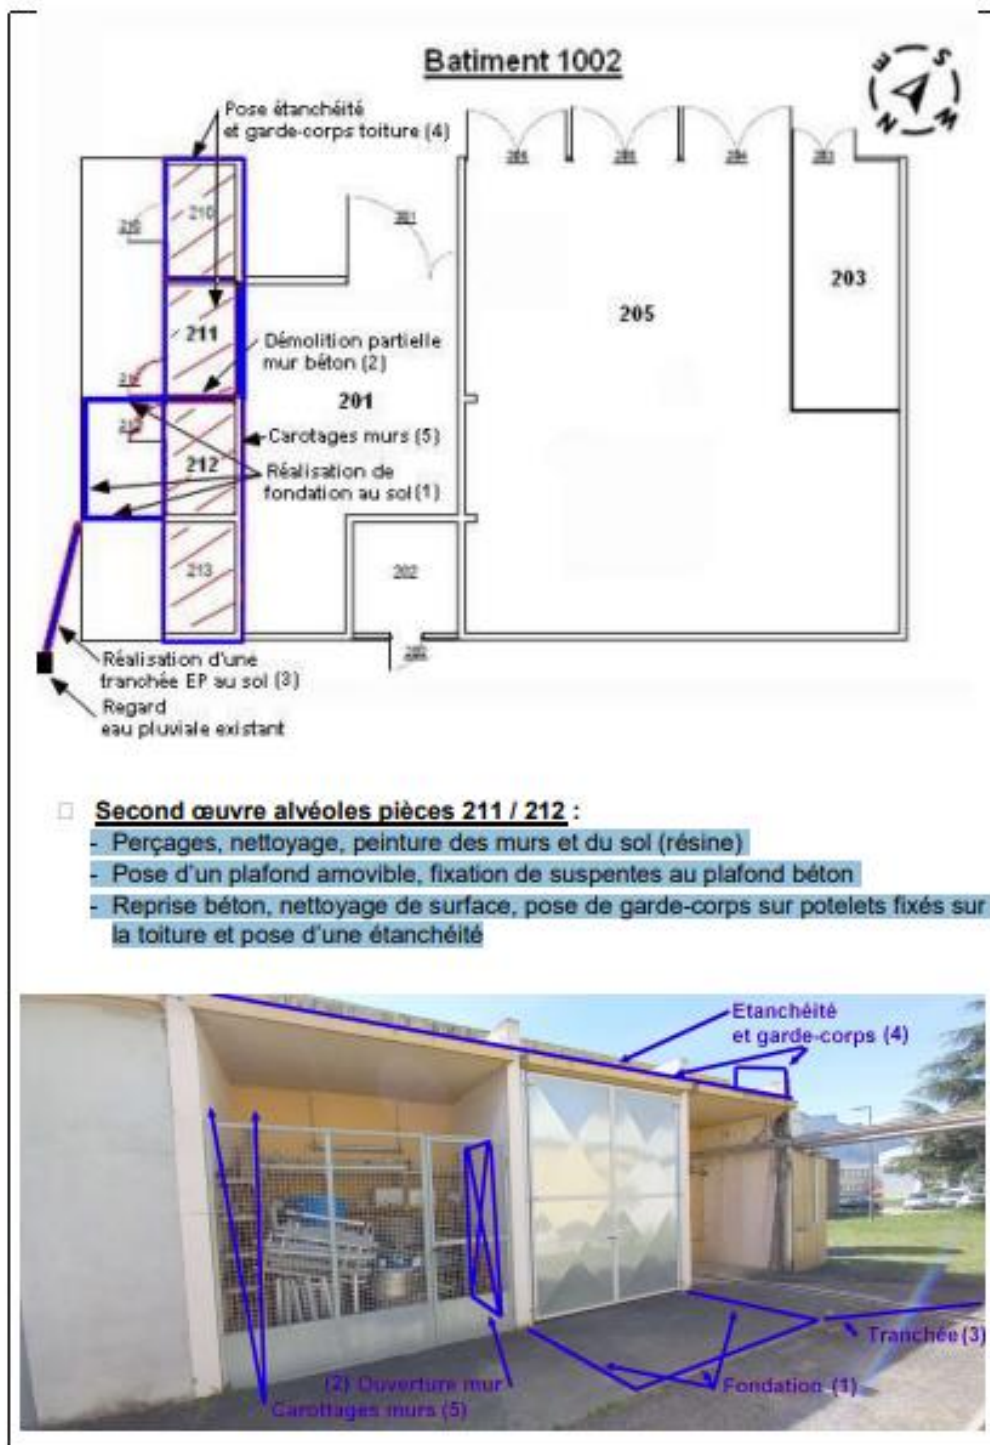 Batiment 1002
S
E
W
N
Pose étanchéité
et garde-corps toiture (4)
210
301
203
205
211
Démolition partielle
mur béton (2)
201
Carotages murs (5)
212
Réalisation de
fondation au sol (1)
213
202
Réalisation d'une
tranchée EP au sol (3)
Regard
eau pluviale existant
Second œuvre alvéoles pièces 211 / 212 :
- Perçages, nettoyage, peinture des murs et du sol (résine)
- Pose d'un plafond amovible, fixation de suspentes au plafond béton
- Reprise béton, nettoyage de surface, pose de garde-corps sur potelets fixés sur
la toiture et pose d'une étanchéité
Etanchéité
et garde-corps (4)
Tranchée (3)
(2) Ouverture mur
Fondation (1)
Carottages murs (5)